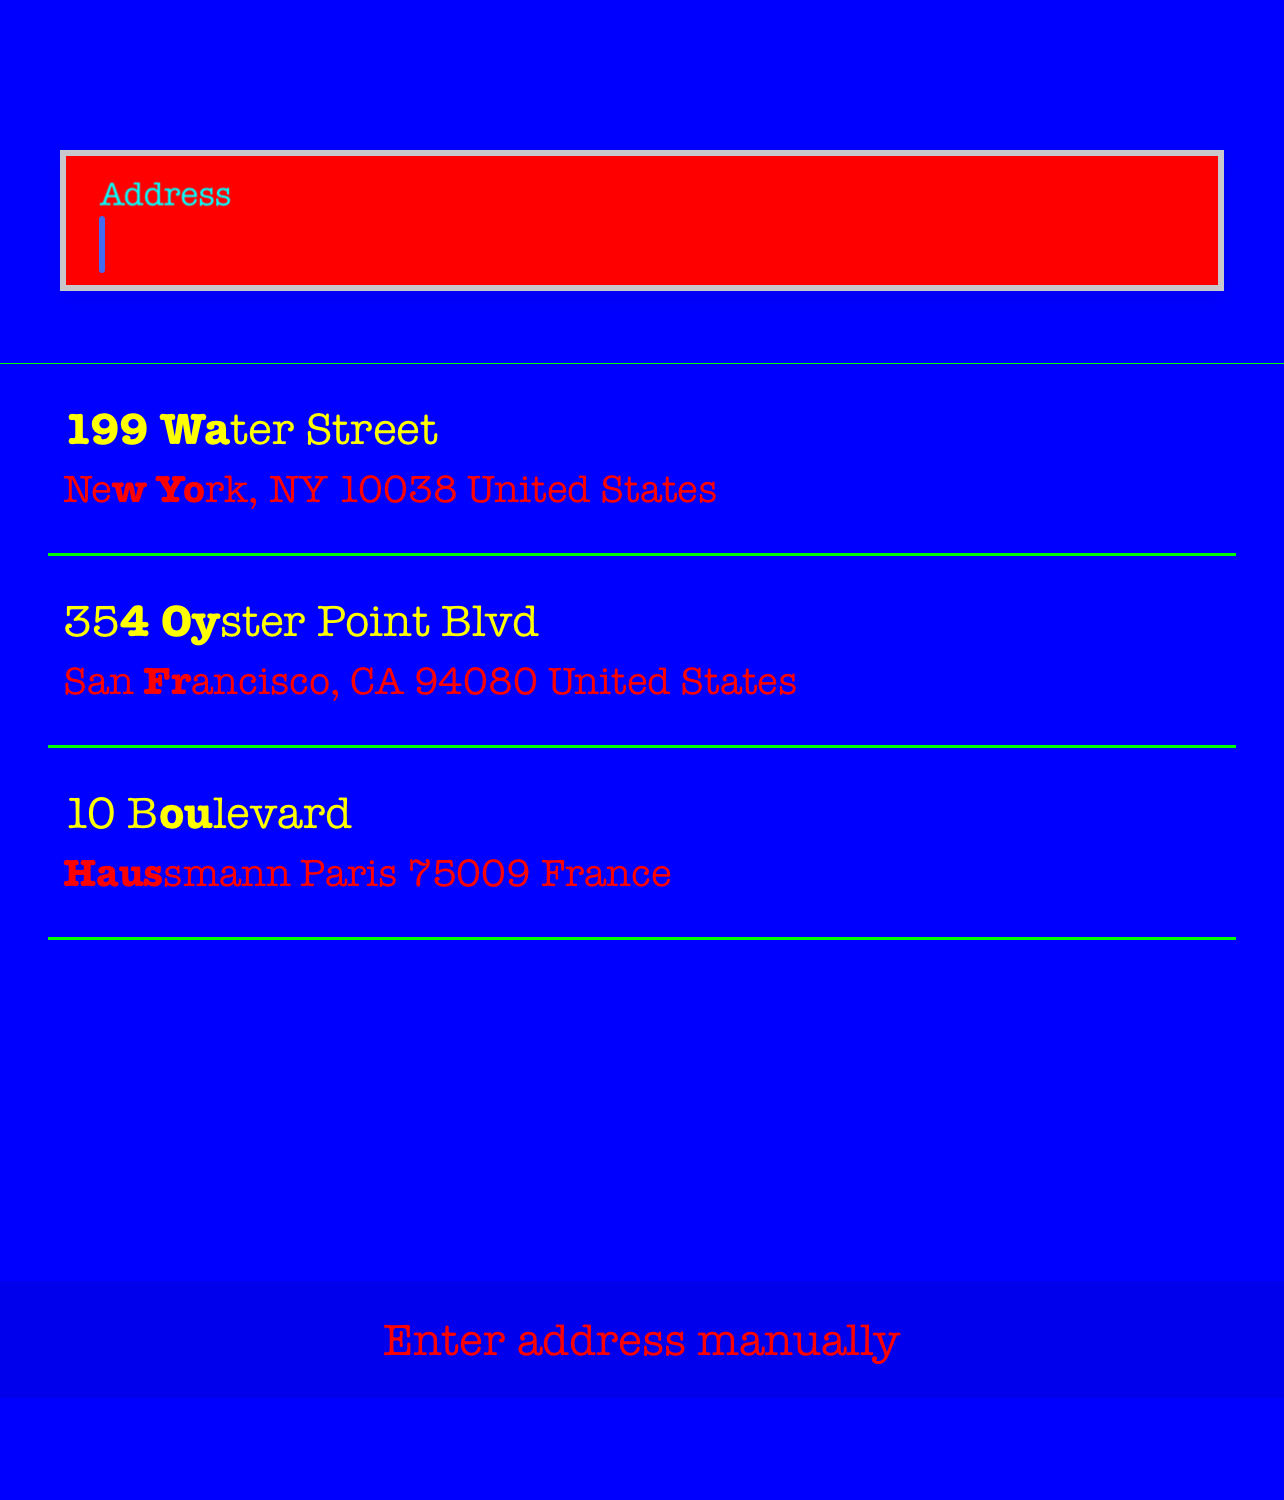 Address
199 Water Street
New York, NY 10038 United States
354 Oyster Point Blvd
San Francisco, CA 94080 United States
10 Boulevard
Haussmann Paris 75009 France
Enter address manually